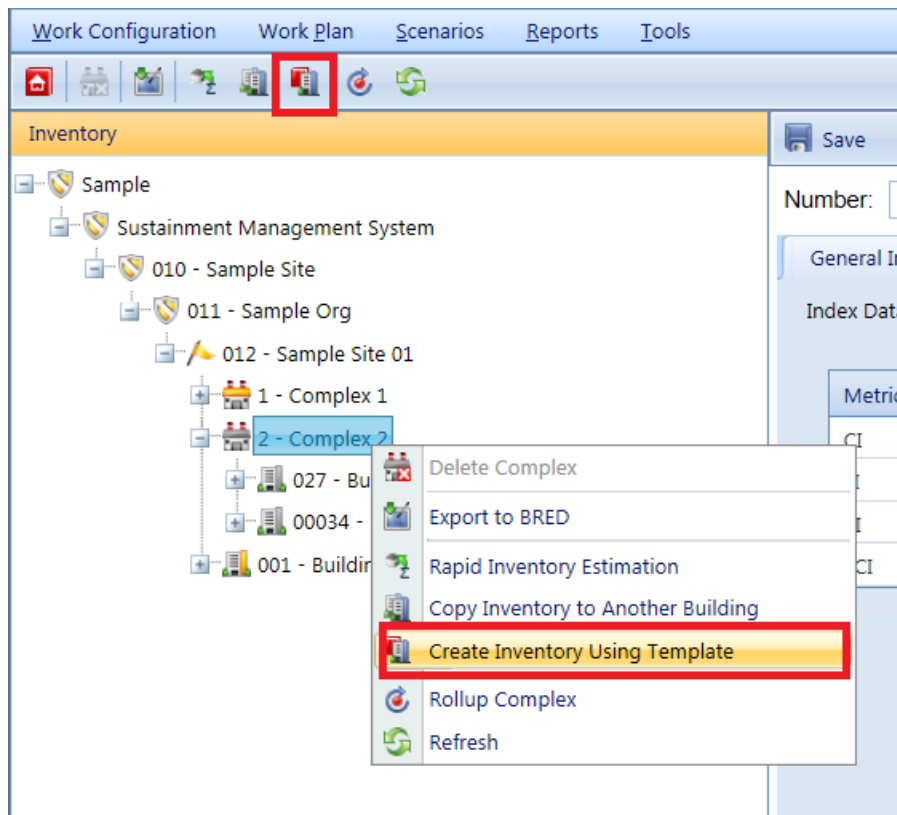 Work Configuration Work Plan Scenarios Reports Tools
Inventory
Save
Sample
Number:
Sustainment Management System
General I
010 - Sample Site
Index Dat
011 - Sample Org
012 - Sample Site 01
1 - Complex 1
Metric
2 - Complex 2
CI
Delete Complex
027 - Bu
I
Export to BRED
00034 -
I
001 - Buildin
Rapid Inventory Estimation
CI
Copy Inventory to Another Building
Create Inventory Using Template
Rollup Complex
Refresh